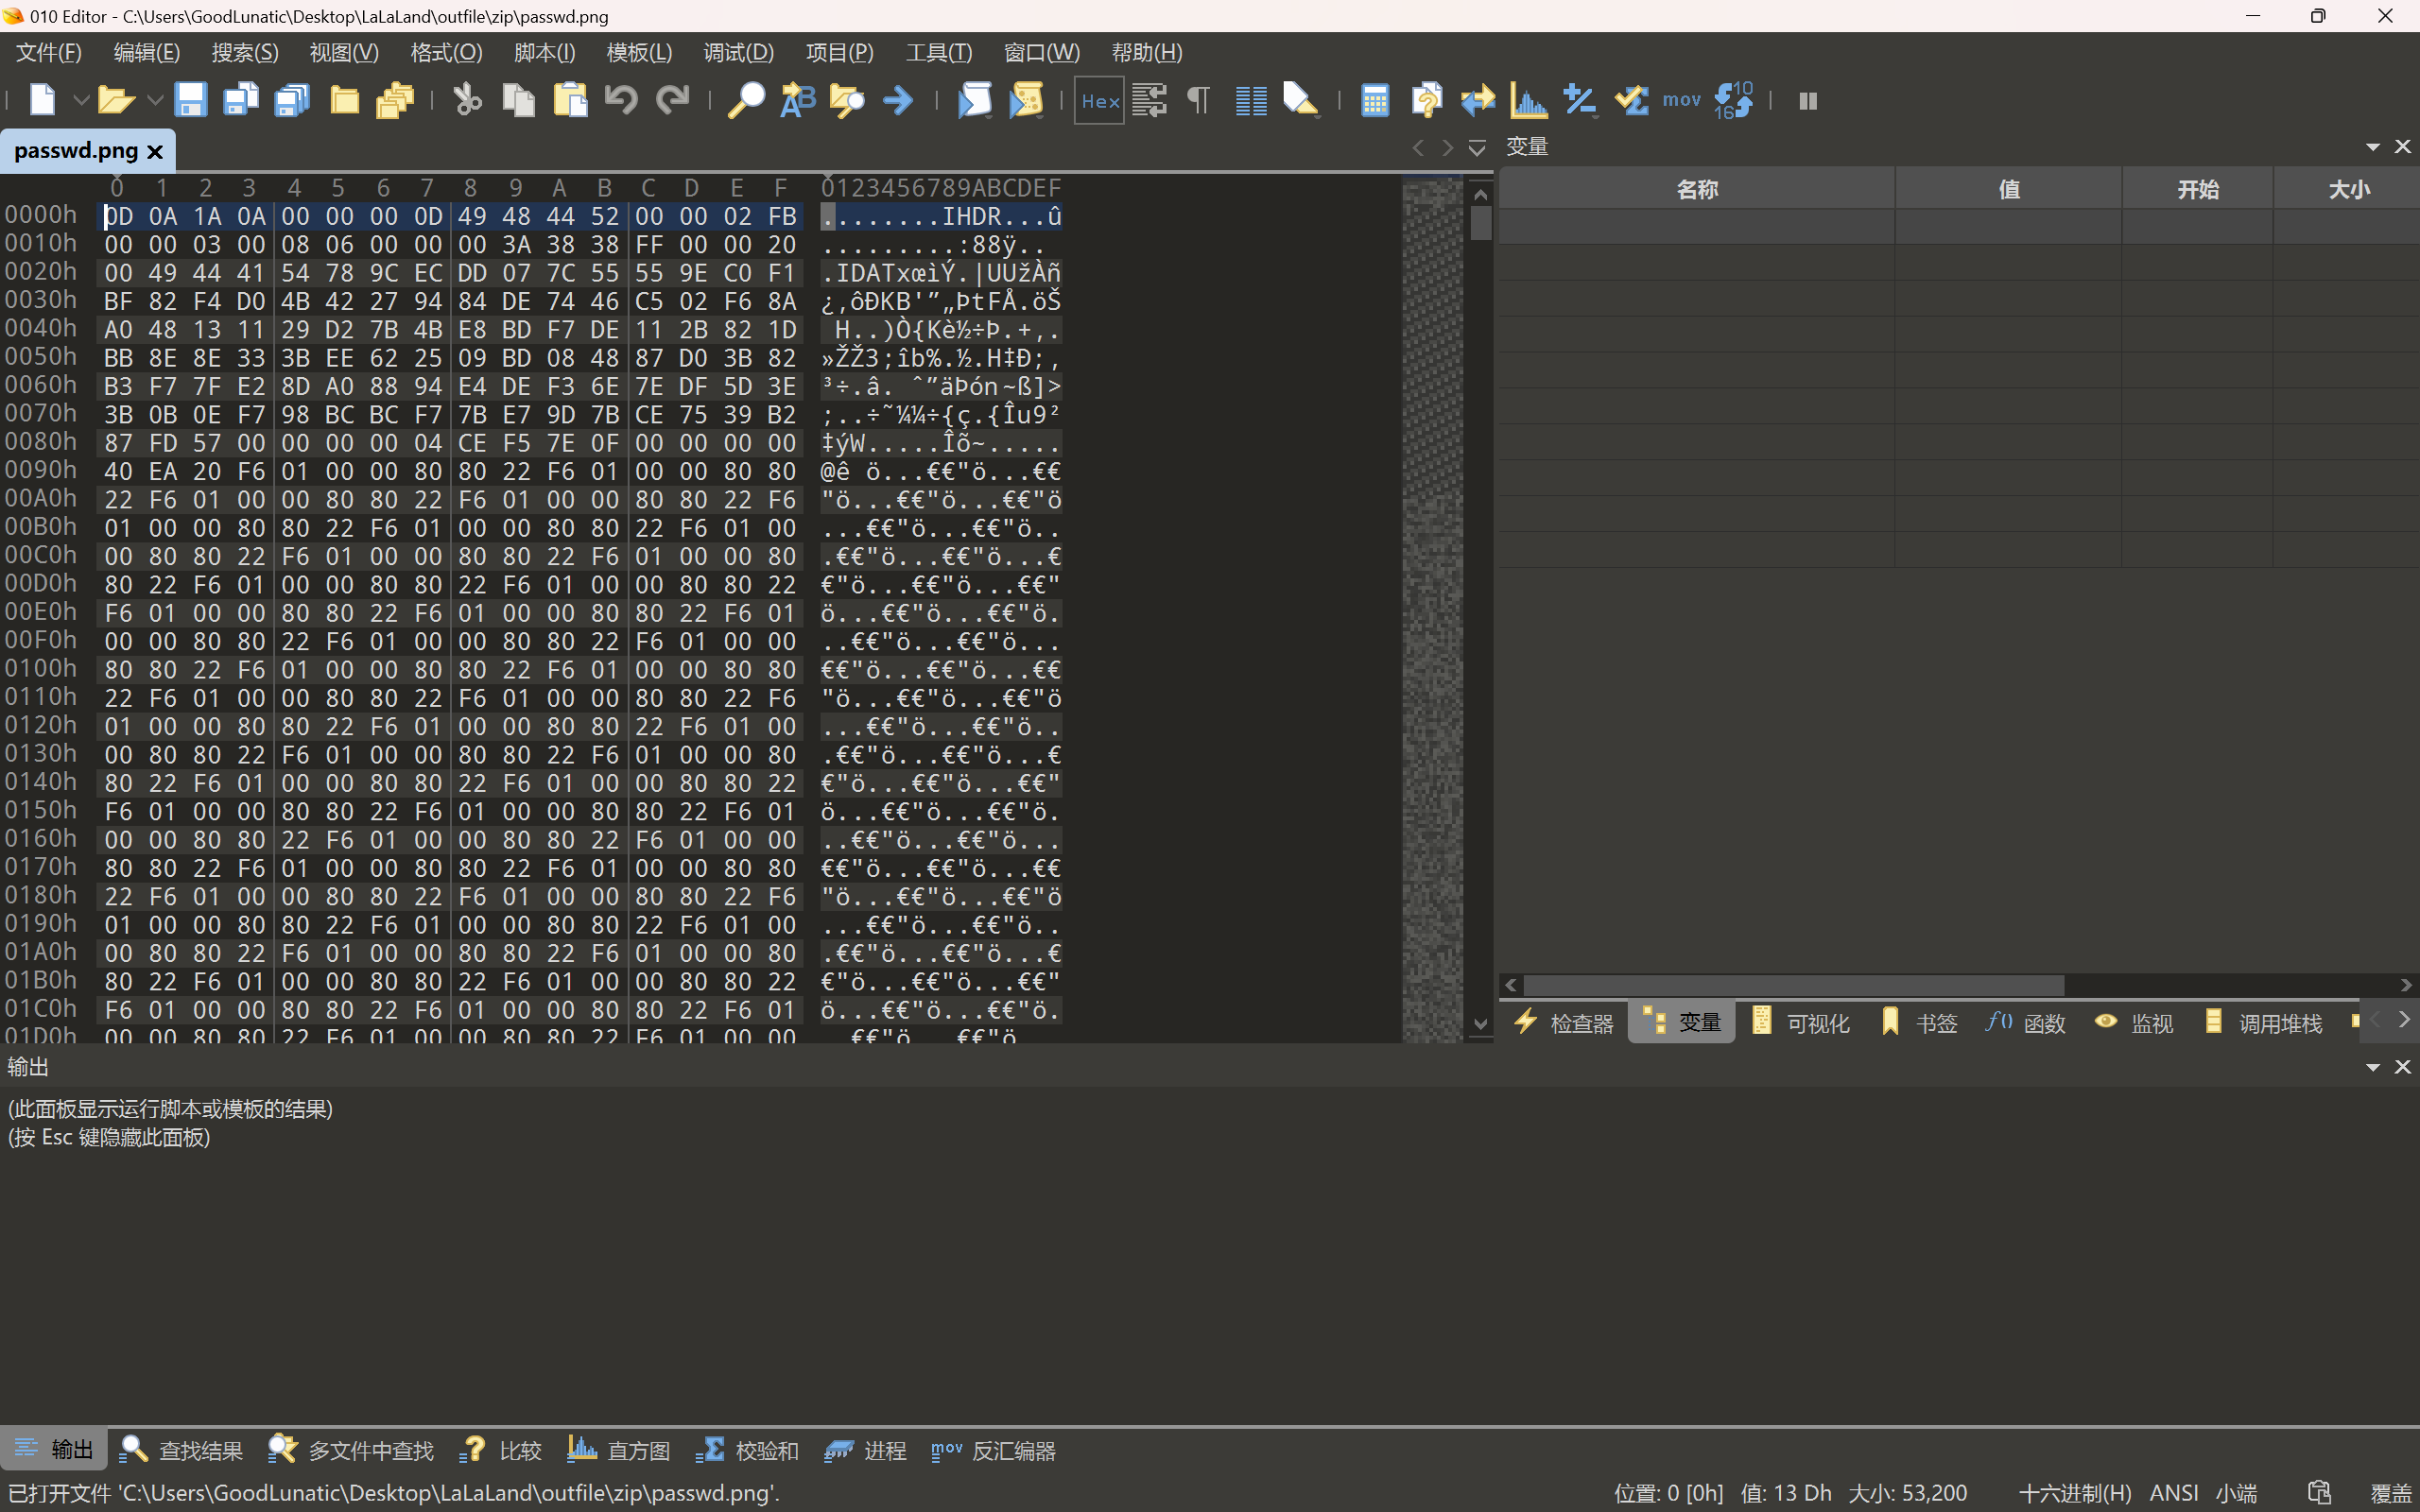 010 Editor - C:\Users\GoodLunatic\Desktop\LaLaLand\outfile\zip\passwd.png
文件(F) 编辑(E) 搜索(S) 视图(V) 格式(O) 脚本(I) 模板(L) 调试(D) 项目(P) 工具(T) 窗口(W) 帮助(H)
Hex mov
passwd.png
变量
名称 值 开始 大小
0 1 2 3 4 5 6 7 8 9 A B C D E F 0123456789ABCDEF
0000h 0D 0A 1A 0A 00 00 00 0D 49 48 44 52 00 00 02 FB ........IHDR...û
0010h 00 00 03 00 08 06 00 00 00 3A 38 38 FF 00 00 20 .........:88ÿ..
0020h 00 49 44 41 54 78 9C EC DD 07 7C 55 55 9E C0 F1 .IDATxœìÝ.|UUžÀñ
0030h BF 82 F4 D0 4B 42 27 94 84 DE 74 46 C5 02 F6 8A ¿‚ôÐKB'”„ÞtFÅ.öŠ
0040h A0 48 13 11 29 D2 7B 4B E8 BD F7 DE 11 2B 82 1D  H..)Ò{Kè½÷Þ.+‚.
0050h BB 8E 8E 33 3B EE 62 25 09 BD 08 48 87 D0 3B 82 »ŽŽ3;îb%.½.H‡Ð;‚
0060h B3 F7 7F E2 8D A0 88 94 E4 DE F3 6E 7E DF 5D 3E ³÷.â. ˆ”äÞón~ß]>
0070h 3B 0B 0E F7 98 BC BC F7 7B E7 9D 7B CE 75 39 B2 ;..÷˜¼¼÷{ç.{Îu9²
0080h 87 FD 57 00 00 00 00 04 CE F5 7E 0F 00 00 00 00 ‡ýW.....Îõ~.....
0090h 40 EA 20 F6 01 00 00 80 80 22 F6 01 00 00 80 80 @ê ö...€€"ö...€€
00A0h 22 F6 01 00 00 80 80 22 F6 01 00 00 80 80 22 F6 "ö...€€"ö...€€"ö
00B0h 01 00 00 80 80 22 F6 01 00 00 80 80 22 F6 01 00 ...€€"ö...€€"ö..
00C0h 00 80 80 22 F6 01 00 00 80 80 22 F6 01 00 00 80 .€€"ö...€€"ö...€
00D0h 80 22 F6 01 00 00 80 80 22 F6 01 00 00 80 80 22 €"ö...€€"ö...€€"
00E0h F6 01 00 00 80 80 22 F6 01 00 00 80 80 22 F6 01 ö...€€"ö...€€"ö.
00F0h 00 00 80 80 22 F6 01 00 00 80 80 22 F6 01 00 00 ..€€"ö...€€"ö...
0100h 80 80 22 F6 01 00 00 80 80 22 F6 01 00 00 80 80 €€"ö...€€"ö...€€
0110h 22 F6 01 00 00 80 80 22 F6 01 00 00 80 80 22 F6 "ö...€€"ö...€€"ö
0120h 01 00 00 80 80 22 F6 01 00 00 80 80 22 F6 01 00 ...€€"ö...€€"ö..
0130h 00 80 80 22 F6 01 00 00 80 80 22 F6 01 00 00 80 .€€"ö...€€"ö...€
0140h 80 22 F6 01 00 00 80 80 22 F6 01 00 00 80 80 22 €"ö...€€"ö...€€"
0150h F6 01 00 00 80 80 22 F6 01 00 00 80 80 22 F6 01 ö...€€"ö...€€"ö.
0160h 00 00 80 80 22 F6 01 00 00 80 80 22 F6 01 00 00 ..€€"ö...€€"ö...
0170h 80 80 22 F6 01 00 00 80 80 22 F6 01 00 00 80 80 €€"ö...€€"ö...€€
0180h 22 F6 01 00 00 80 80 22 F6 01 00 00 80 80 22 F6 "ö...€€"ö...€€"ö
0190h 01 00 00 80 80 22 F6 01 00 00 80 80 22 F6 01 00 ...€€"ö...€€"ö..
01A0h 00 80 80 22 F6 01 00 00 80 80 22 F6 01 00 00 80 .€€"ö...€€"ö...€
01B0h 80 22 F6 01 00 00 80 80 22 F6 01 00 00 80 80 22 €"ö...€€"ö...€€"
01C0h F6 01 00 00 80 80 22 F6 01 00 00 80 80 22 F6 01 ö...€€"ö...€€"ö.
01D0h 00 00 80 80 22 F6 01 00 00 80 80 22 F6 01 00 00 ..€€"ö...€€"ö...
检查器 变量 可视化 书签 f() 函数 监视 调用堆栈
输出
(此面板显示运行脚本或模板的结果)
(按 Esc 键隐藏此面板)
输出 查找结果 多文件中查找 比较 直方图 校验和 进程 mov 反汇编器
已打开文件 'C:\Users\GoodLunatic\Desktop\LaLaLand\outfile\zip\passwd.png'. 位置: 0 [0h] 值: 13 Dh 大小: 53,200 十六进制(H) ANSI 小端 覆盖